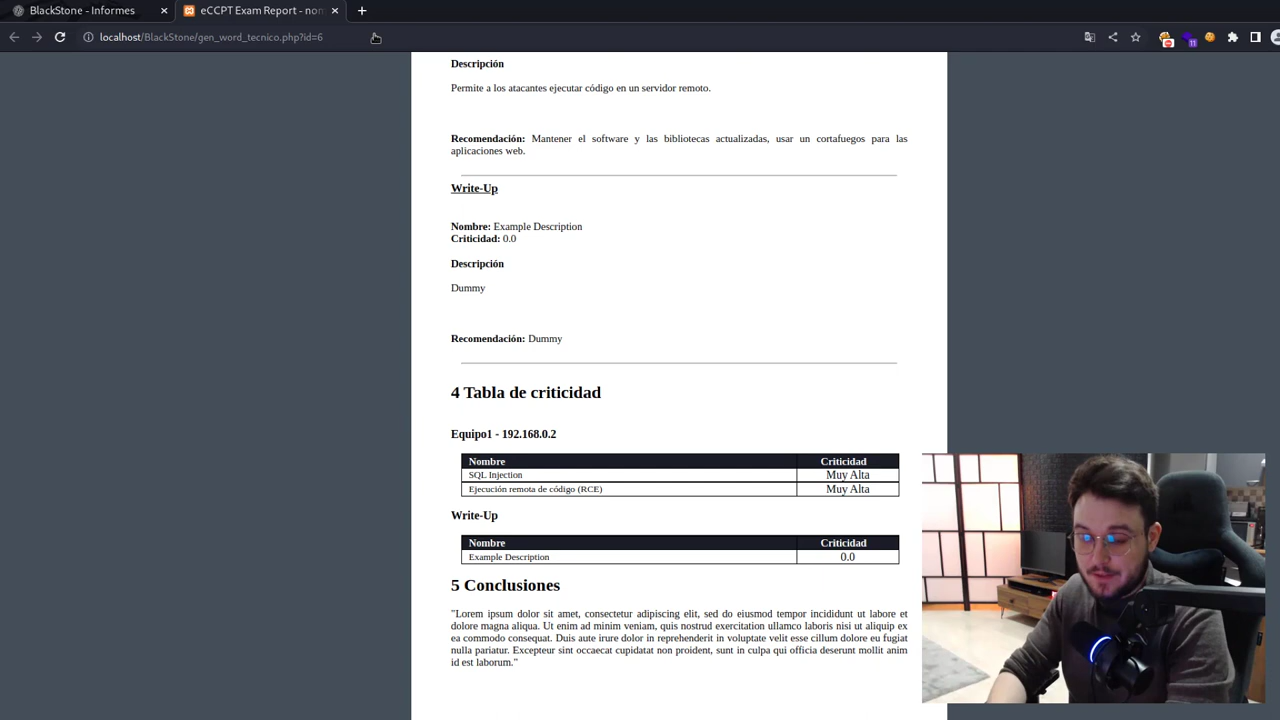 BlackStone - Informes
eCCPT Exam Report - nor
localhost/BlackStone/gen_word_tecnico.php?id=6
11
Descripción
Permite a los atacantes ejecutar código en un servidor remoto.
Recomendación: Mantener el software y las bibliotecas actualizadas, usar un cortafuegos para las
aplicaciones web.
Write-Up
Nombre: Example Description
Criticidad: 0.0
Descripción
Dummy
Recomendación: Dummy
4 Tabla de criticidad
Equipo1 - 192.168.0.2
Nombre Criticidad
SQL Injection Muy Alta
Ejecución remota de código (RCE) Muy Alta
Write-Up
Nombre Criticidad
Example Description 0.0
5 Conclusiones
"Lorem ipsum dolor sit amet, consectetur adipiscing elit, sed do eiusmod tempor incididunt ut labore et
dolore magna aliqua. Ut enim ad minim veniam, quis nostrud exercitation ullamco laboris nisi ut aliquip ex
ea commodo consequat. Duis aute irure dolor in reprehenderit in voluptate velit esse cillum dolore eu fugiat
nulla pariatur. Excepteur sint occaecat cupidatat non proident, sunt in culpa qui officia deserunt mollit anim
id est laborum."